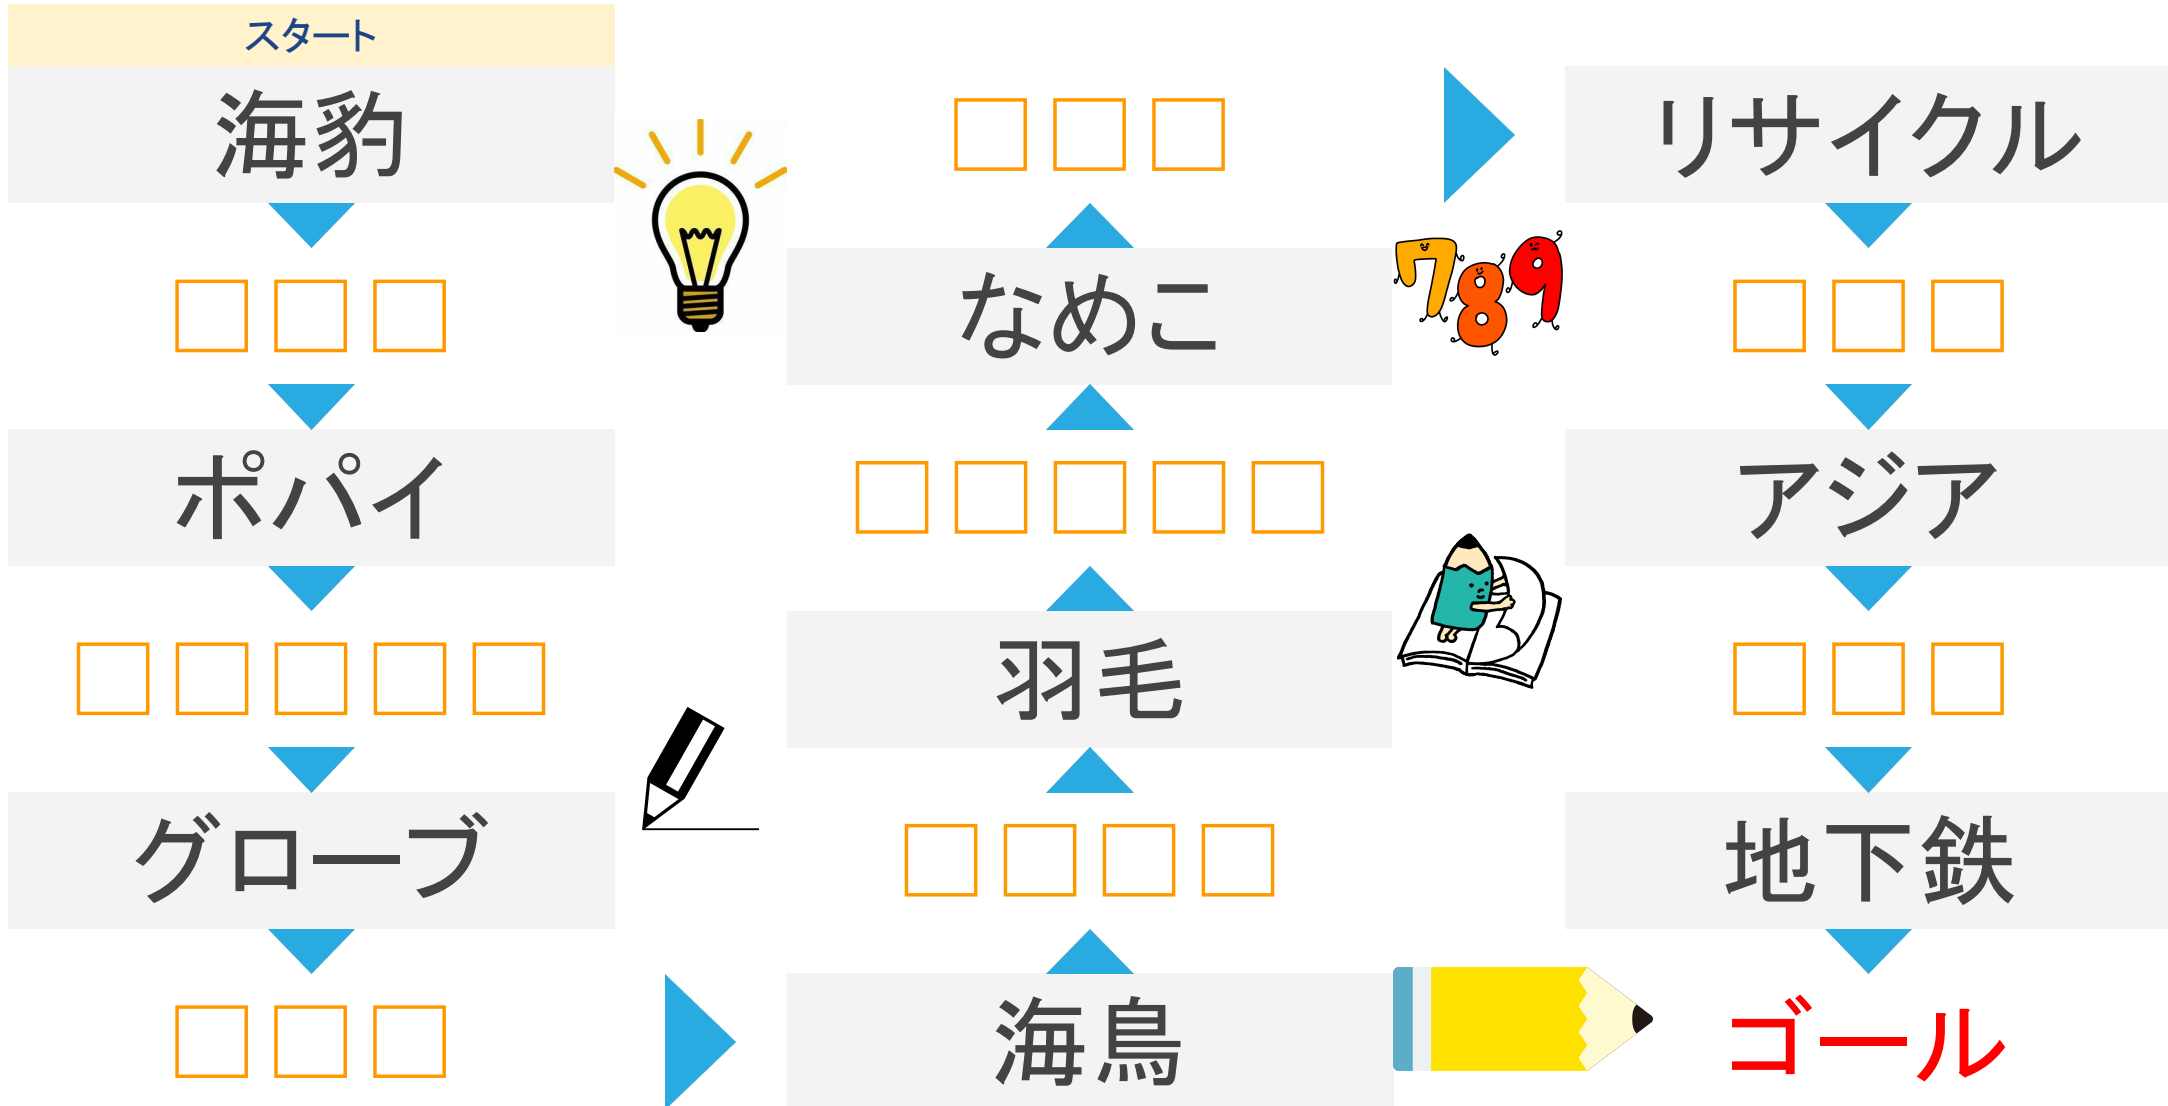 スタート
海豹
ポパイ
グローブ
海鳥
羽毛
なめこ
リサイクル
アジア
地下鉄
ゴール
789